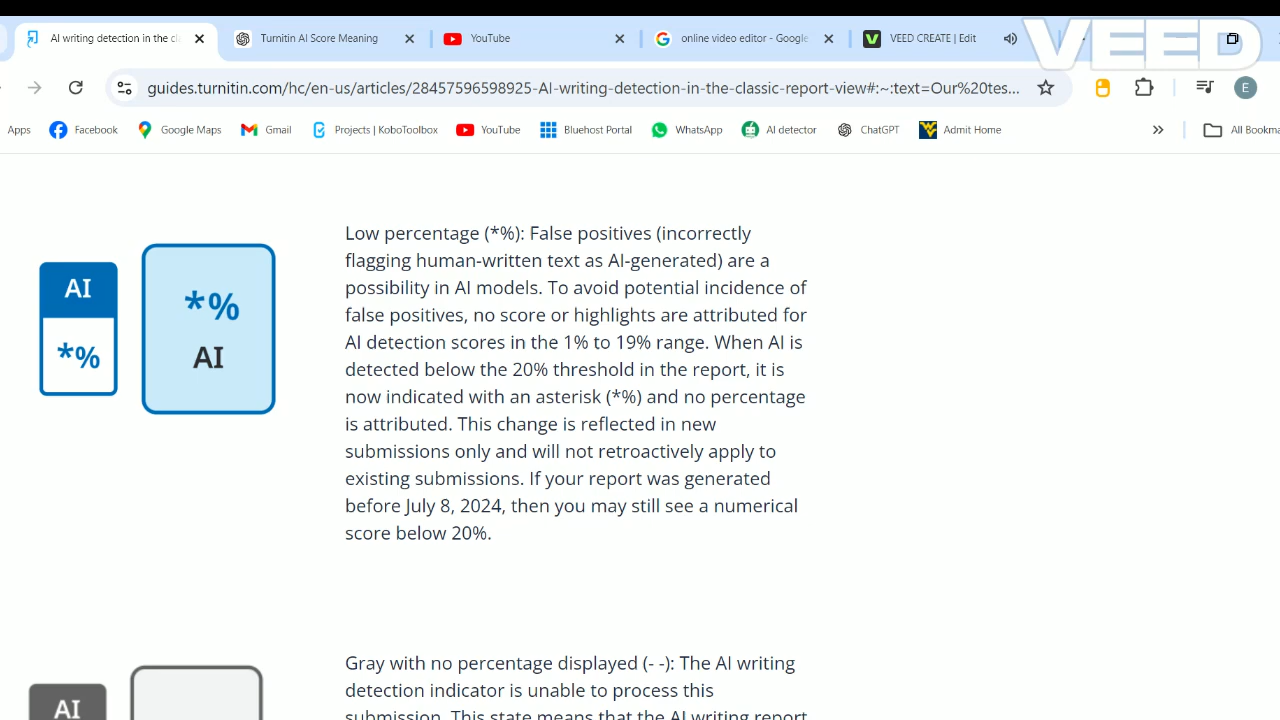 AI writing detection in the cl
Turnitin AI Score Meaning
YouTube
online video editor - Google
VEED CREATE | Edit
VEED
guides.turnitin.com/hc/en-us/articles/28457596598925-AI-writing-detection-in-the-classic-report-view#:~:text=Our%20tes...
E
Apps
Facebook
Google Maps
Gmail
Projects | KoboToolbox
YouTube
Bluehost Portal
WhatsApp
AI detector
ChatGPT
Admit Home
All Bookma
AI
*%
*%
AI
Low percentage (*%): False positives (incorrectly
flagging human-written text as AI-generated) are a
possibility in AI models. To avoid potential incidence of
false positives, no score or highlights are attributed for
AI detection scores in the 1% to 19% range. When AI is
detected below the 20% threshold in the report, it is
now indicated with an asterisk (*%) and no percentage
is attributed. This change is reflected in new
submissions only and will not retroactively apply to
existing submissions. If your report was generated
before July 8, 2024, then you may still see a numerical
score below 20%.
AI
Gray with no percentage displayed (- -): The AI writing
detection indicator is unable to process this
submission. This state means that the AI writing report